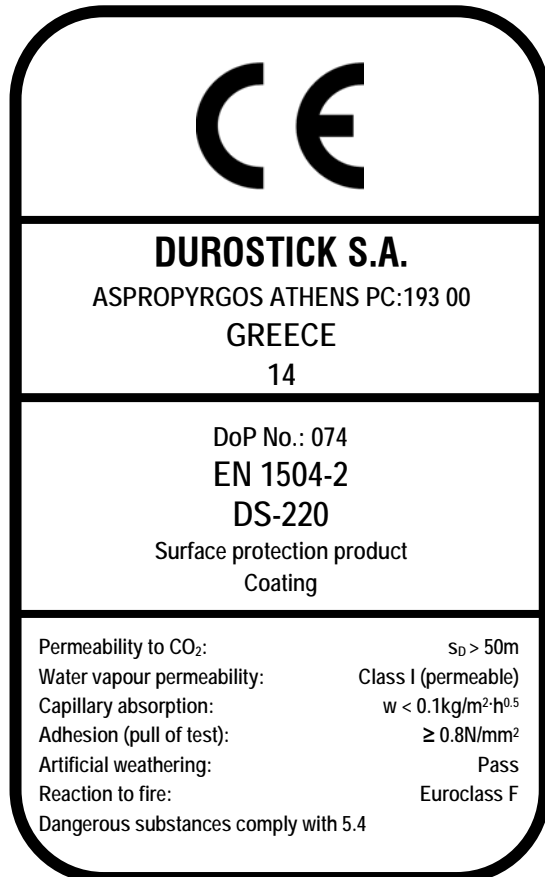 CE
DUROSTICK S.A.
ASPROPYRGOS ATHENS PC:193 00
GREECE
14
DoP No.: 074
EN 1504-2
DS-220
Surface protection product
Coating
Permeability to CO₂: s_D > 50m
Water vapour permeability: Class I (permeable)
Capillary absorption: w < 0.1kg/m²·h⁰·⁵
Adhesion (pull of test): ≥ 0.8N/mm²
Artificial weathering: Pass
Reaction to fire: Euroclass F
Dangerous substances comply with 5.4